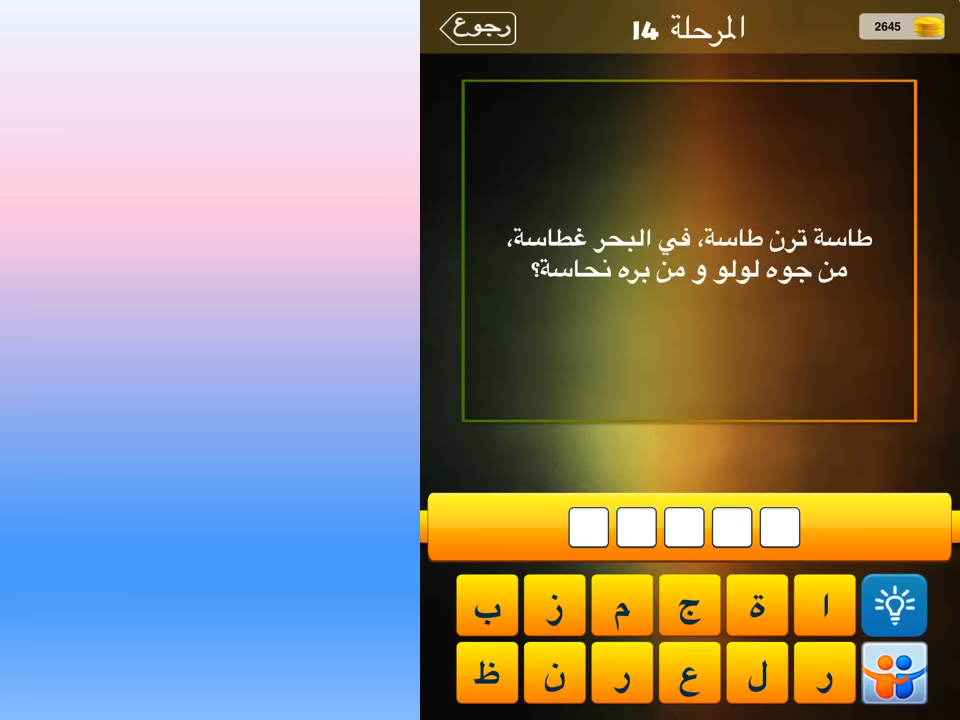 رجوع
المرحلة 14
2645
طاسة ترن طاسة، في البحر غطاسة،
من جوه لولو و من بره نحاسة؟
ا ة ج م ز ب
ر ل ع ر ن ظ